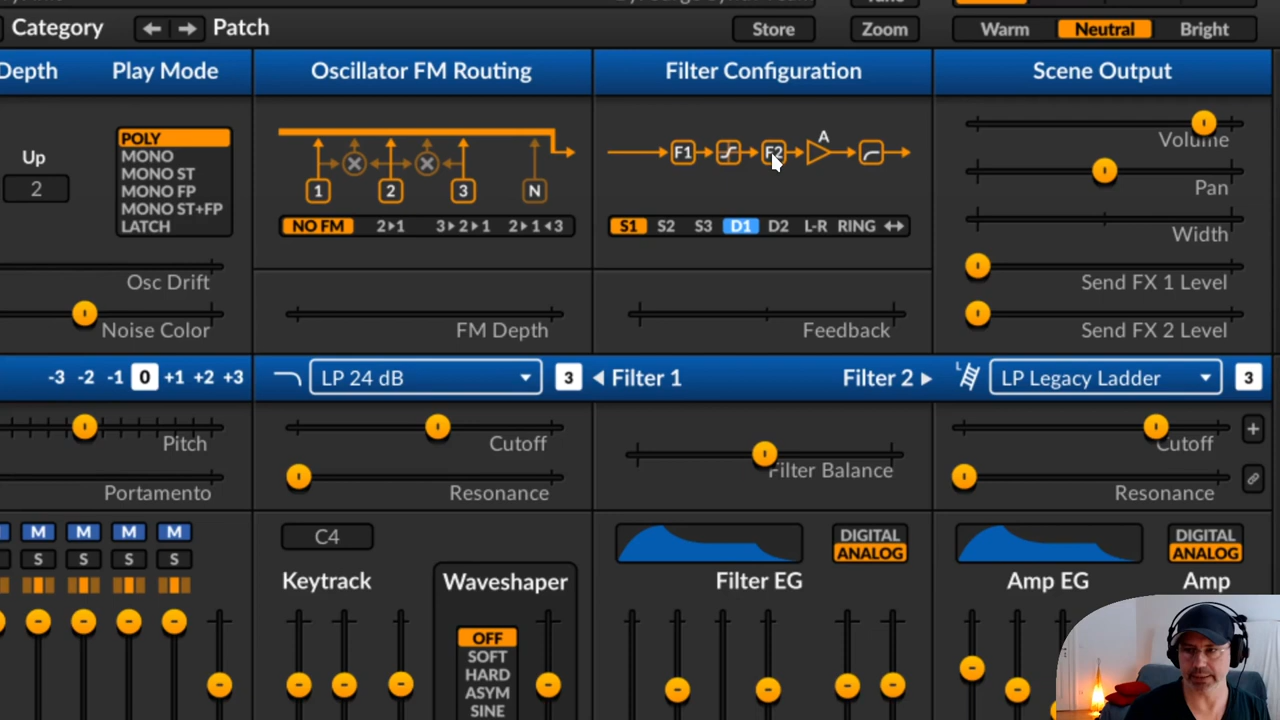 Category
Patch
Store
Zoom
Warm
Neutral
Bright
Depth
Play Mode
Oscillator FM Routing
Filter Configuration
Scene Output
Up
2
POLY
MONO
MONO ST
MONO FP
MONO ST+FP
LATCH
1
2
3
N
NO FM
2▸1
3▸2▸1
2▸1◂3
F1
F2
A
S1
S2
S3
D1
D2
L-R
RING
Volume
Pan
Width
Send FX 1 Level
Send FX 2 Level
Osc Drift
Noise Color
FM Depth
Feedback
-3 -2 -1 0 +1 +2 +3
LP 24 dB
3
Filter 1
Filter 2
L
LP Legacy Ladder
3
Pitch
Portamento
Cutoff
Resonance
Filter Balance
Cutoff
+
Resonance
M M M M
S S S S
C4
Keytrack
Waveshaper
OFF
SOFT
HARD
ASYM
SINE
DIGITAL
ANALOG
Filter EG
DIGITAL
ANALOG
Amp EG
Amp